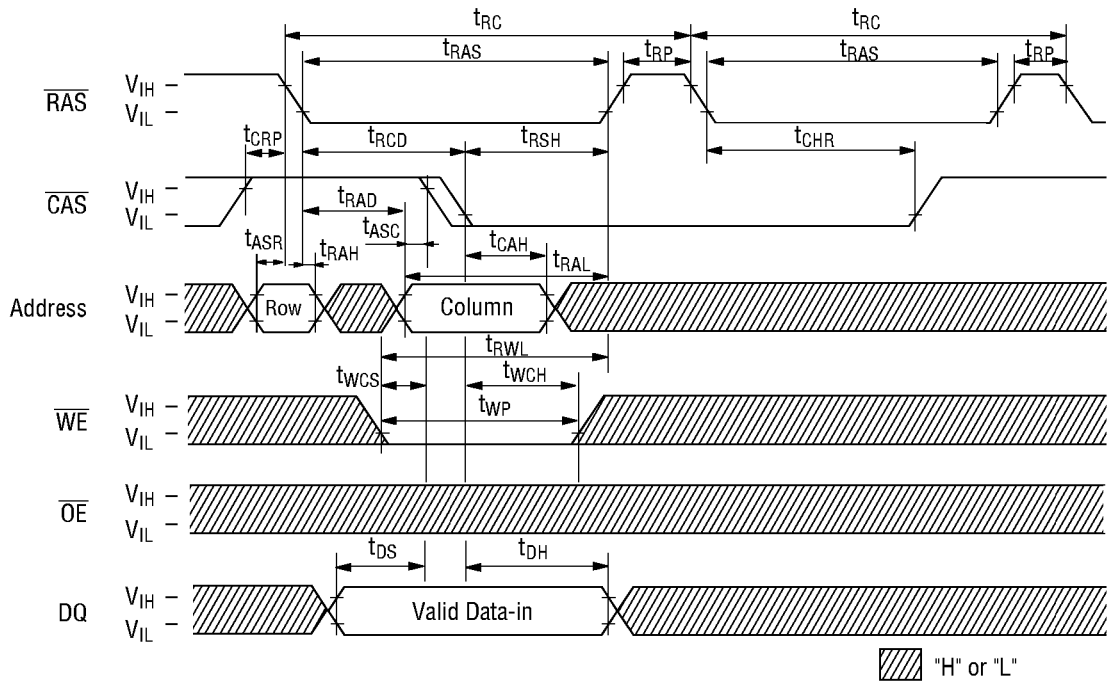 tRC tRC
tRAS tRP tRAS tRP
RAS VIH –
VIL –
tCRP tRCD tRSH tCHR
CAS VIH –
VIL –
tRAD
tASR tRAH tASC tCAH tRAL
Address VIH –
VIL –
Row Column
tRWL
tWCS tWCH
tWP
WE VIH –
VIL –
OE VIH –
VIL –
tDS tDH
DQ VIH –
VIL –
Valid Data-in
"H" or "L"